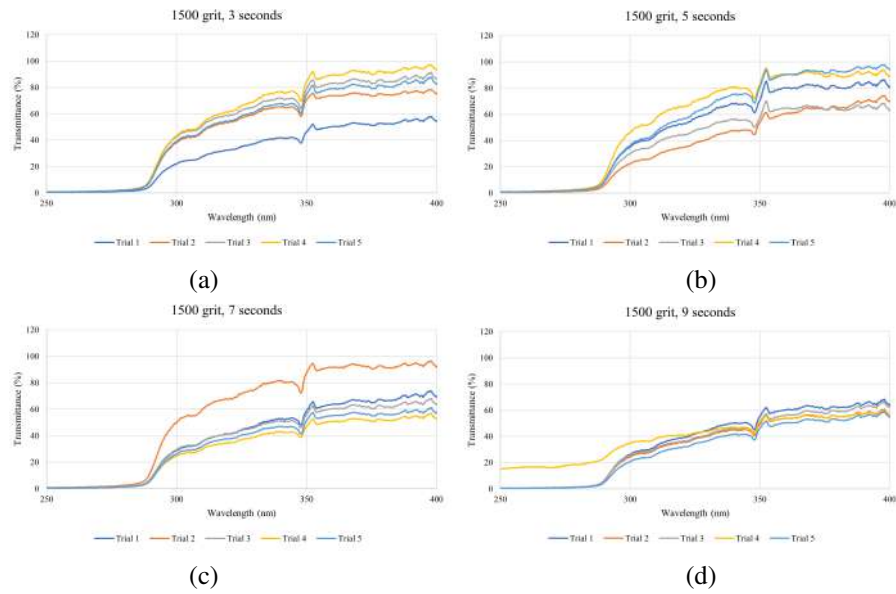 1500 grit, 3 seconds
120
100
80
60
40
20
0
Transmittance (%)
250 300 350 400
Wavelength (nm)
Trial 1 Trial 2 Trial 3 Trial 4 Trial 5
(a)
1500 grit, 5 seconds
120
100
80
60
40
20
0
Transmittance (%)
250 300 350 400
Wavelength (nm)
Trial 1 Trial 2 Trial 3 Trial 4 Trial 5
(b)
1500 grit, 7 seconds
120
100
80
60
40
20
0
Transmittance (%)
250 300 350 400
Wavelength (nm)
Trial 1 Trial 2 Trial 3 Trial 4 Trial 5
(c)
1500 grit, 9 seconds
120
100
80
60
40
20
0
Transmittance (%)
250 300 350 400
Wavelength (nm)
Trial 1 Trial 2 Trial 3 Trial 4 Trial 5
(d)